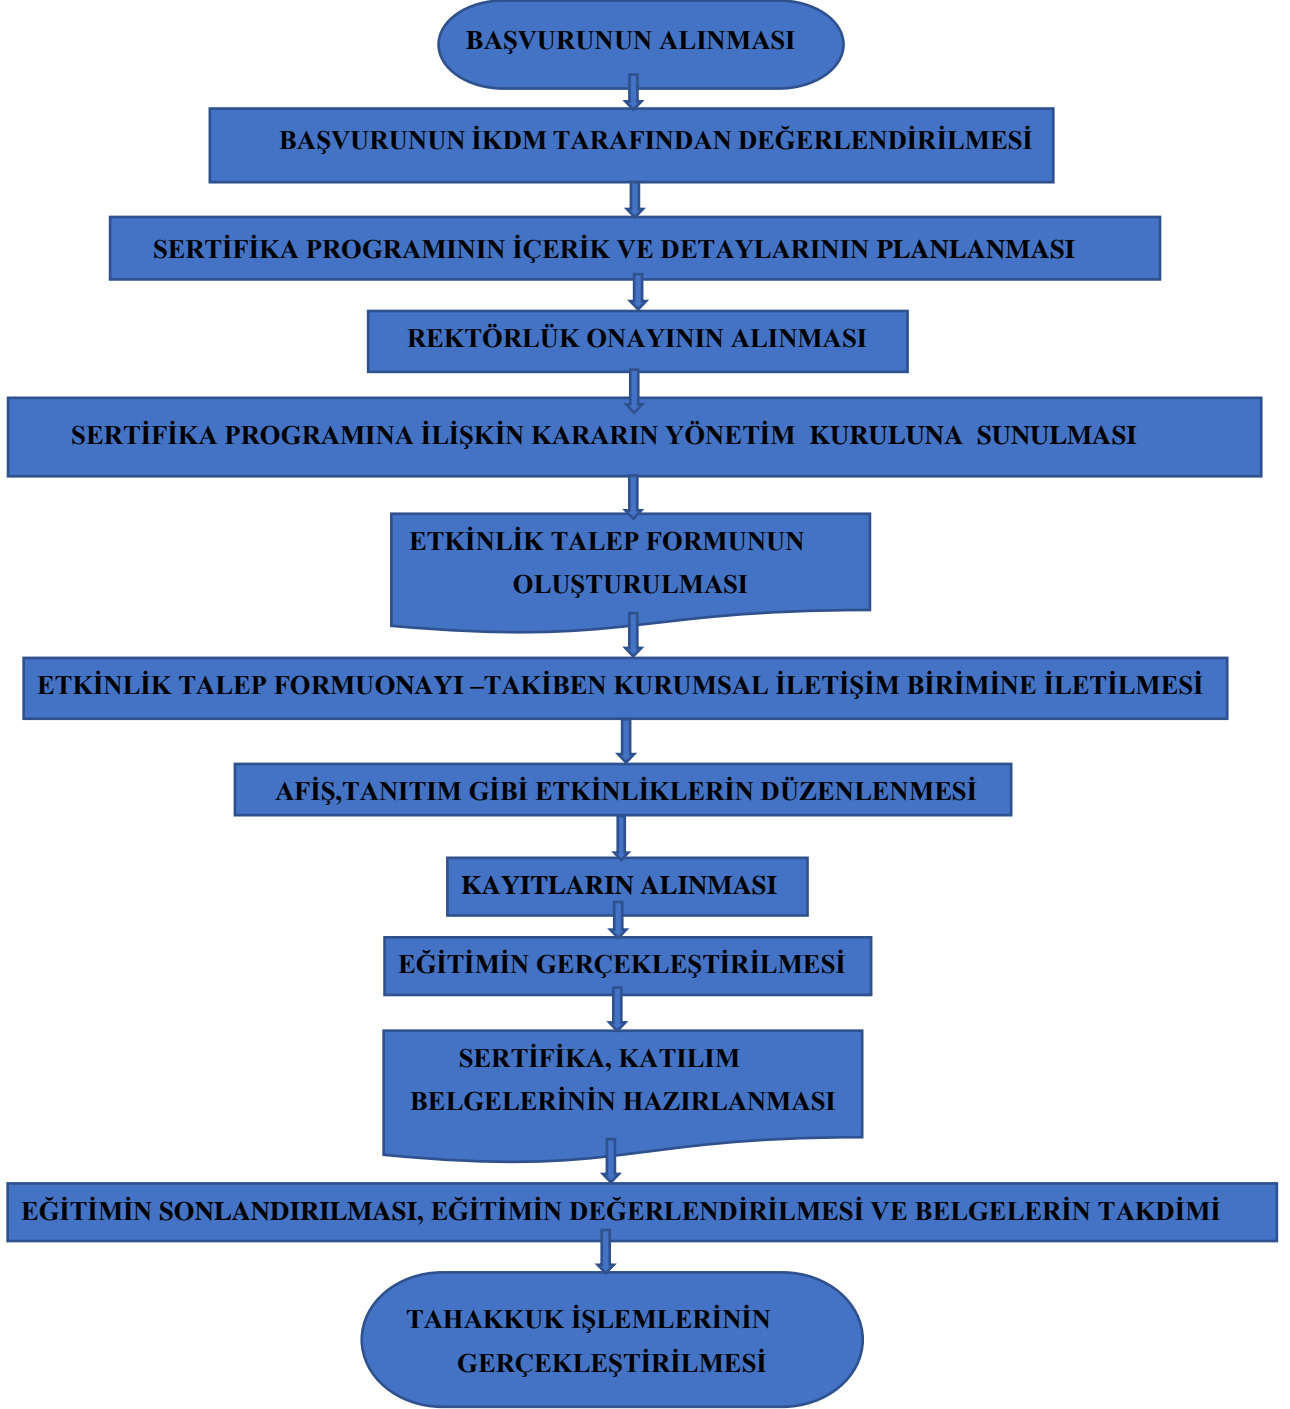 BAŞVURUNUN ALINMASI
BAŞVURUNUN İKDM TARAFINDAN DEĞERLENDİRİLMESİ
SERTİFİKA PROGRAMININ İÇERİK VE DETAYLARININ PLANLANMASI
REKTÖRLÜK ONAYININ ALINMASI
SERTİFİKA PROGRAMINA İLİŞKİN KARARIN YÖNETİM KURULUNA SUNULMASI
ETKİNLİK TALEP FORMUNUN
OLUŞTURULMASI
ETKİNLİK TALEP FORMUONAYI –TAKİBEN KURUMSAL İLETİŞİM BİRİMİNE İLETİLMESİ
AFİŞ,TANITIM GİBİ ETKİNLİKLERİN DÜZENLENMESİ
KAYITLARIN ALINMASI
EĞİTİMİN GERÇEKLEŞTİRİLMESİ
SERTİFİKA, KATILIM
BELGELERİNİN HAZIRLANMASI
EĞİTİMİN SONLANDIRILMASI, EĞİTİMİN DEĞERLENDİRİLMESİ VE BELGELERİN TAKDİMİ
TAHAKKUK İŞLEMLERİNİN
GERÇEKLEŞTİRİLMESİ